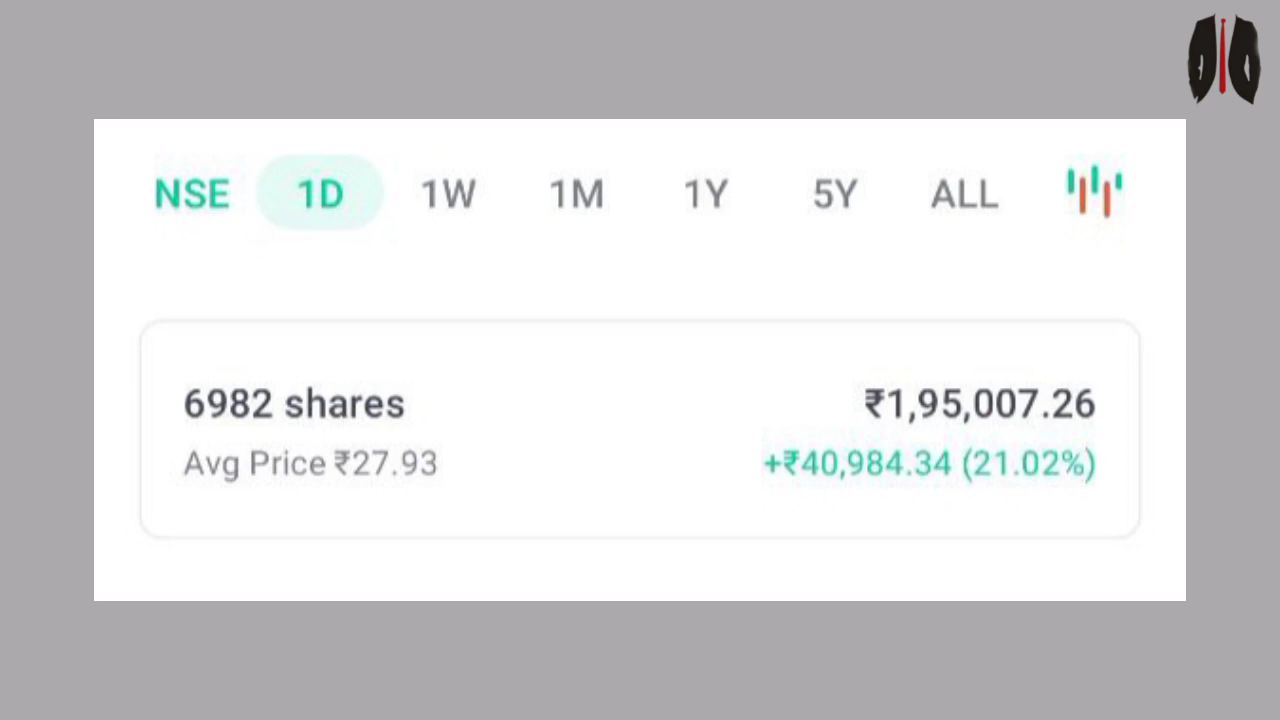 NSE 1D 1W 1M 1Y 5Y ALL
6982 shares ₹1,95,007.26
Avg Price ₹27.93 +₹40,984.34 (21.02%)